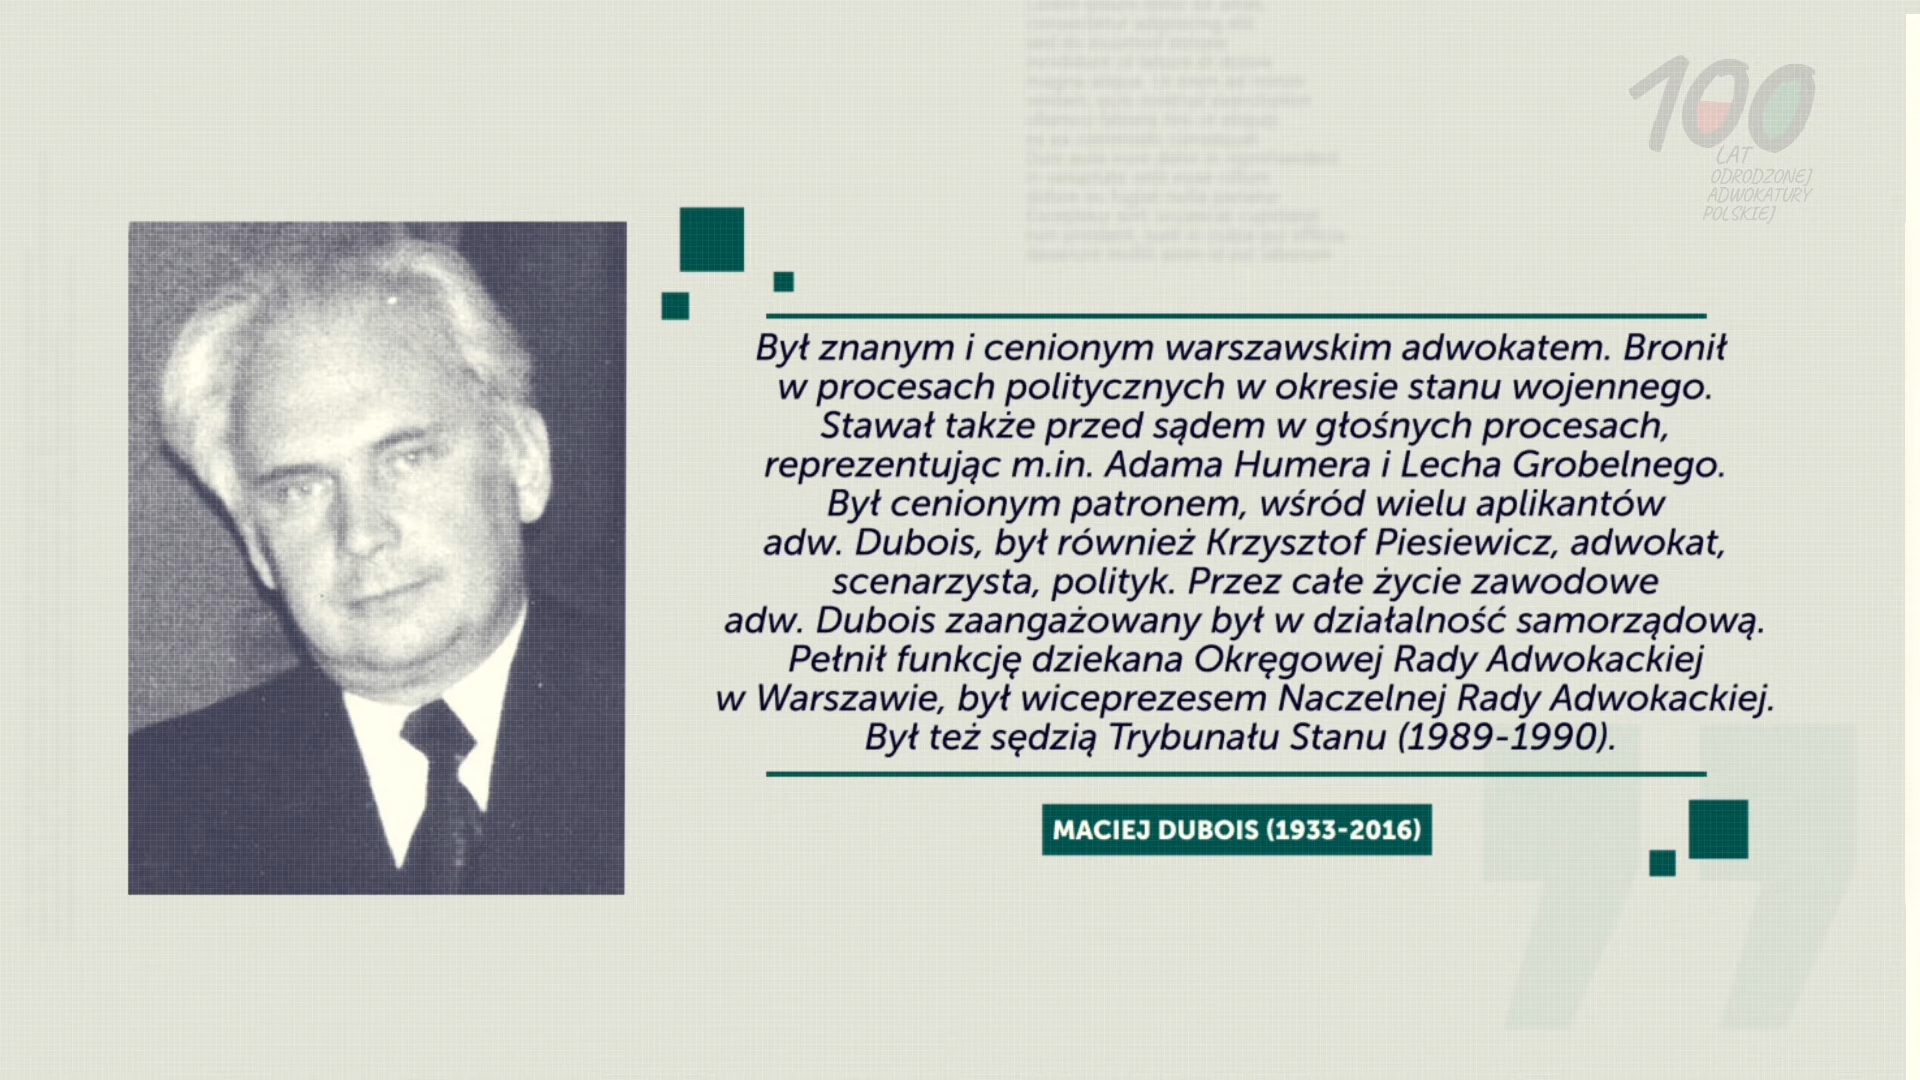 100
LAT
ODRODZONEJ
ADWOKATURY
POLSKIEJ
Był znanym i cenionym warszawskim adwokatem. Bronił
w procesach politycznych w okresie stanu wojennego.
Stawał także przed sądem w głośnych procesach,
reprezentując m.in. Adama Humera i Lecha Grobelnego.
Był cenionym patronem, wśród wielu aplikantów
adw. Dubois, był również Krzysztof Piesiewicz, adwokat,
scenarzysta, polityk. Przez całe życie zawodowe
adw. Dubois zaangażowany był w działalność samorządową.
Pełnił funkcję dziekana Okręgowej Rady Adwokackiej
w Warszawie, był wiceprezesem Naczelnej Rady Adwokackiej.
Był też sędzią Trybunału Stanu (1989-1990).
MACIEJ DUBOIS (1933-2016)